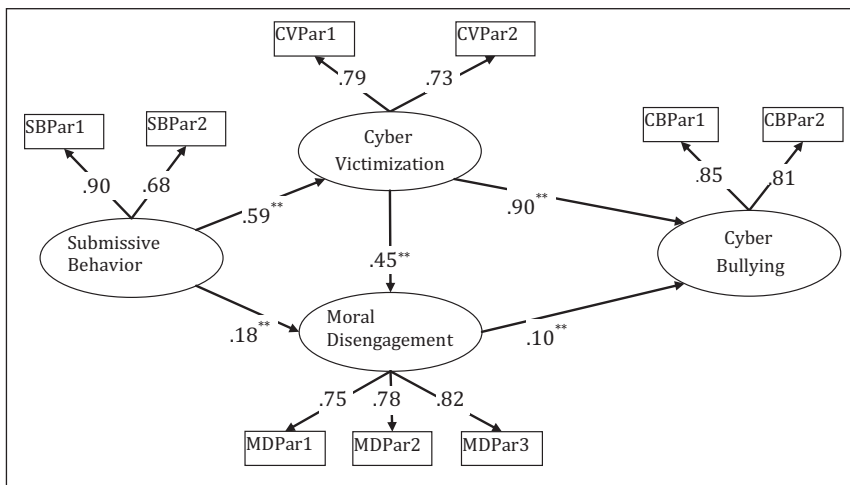 CVPar1
CVPar2
.79
.73
SBPar1
SBPar2
CBPar1
CBPar2
Cyber
Victimization
.90
.68
.85
.81
.59**
.90**
Submissive
Behavior
Cyber
Bullying
.45**
.18**
Moral
Disengagement
.10**
.75
.78
.82
MDPar1
MDPar2
MDPar3